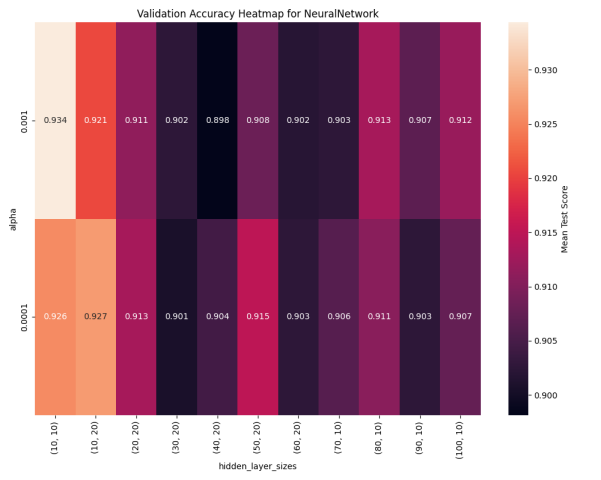 Validation Accuracy Heatmap for NeuralNetwork
0.001
0.934 0.921 0.911 0.902 0.898 0.908 0.902 0.903 0.913 0.907 0.912
alpha
0.0001
0.926 0.927 0.913 0.901 0.904 0.915 0.903 0.906 0.911 0.903 0.907
(10, 10) (10, 20) (20, 20) (30, 20) (40, 20) (50, 20) (60, 20) (70, 10) (80, 10) (90, 10) (100, 10)
hidden_layer_sizes
0.930
0.925
0.920
0.915
0.910
0.905
0.900
Mean Test Score